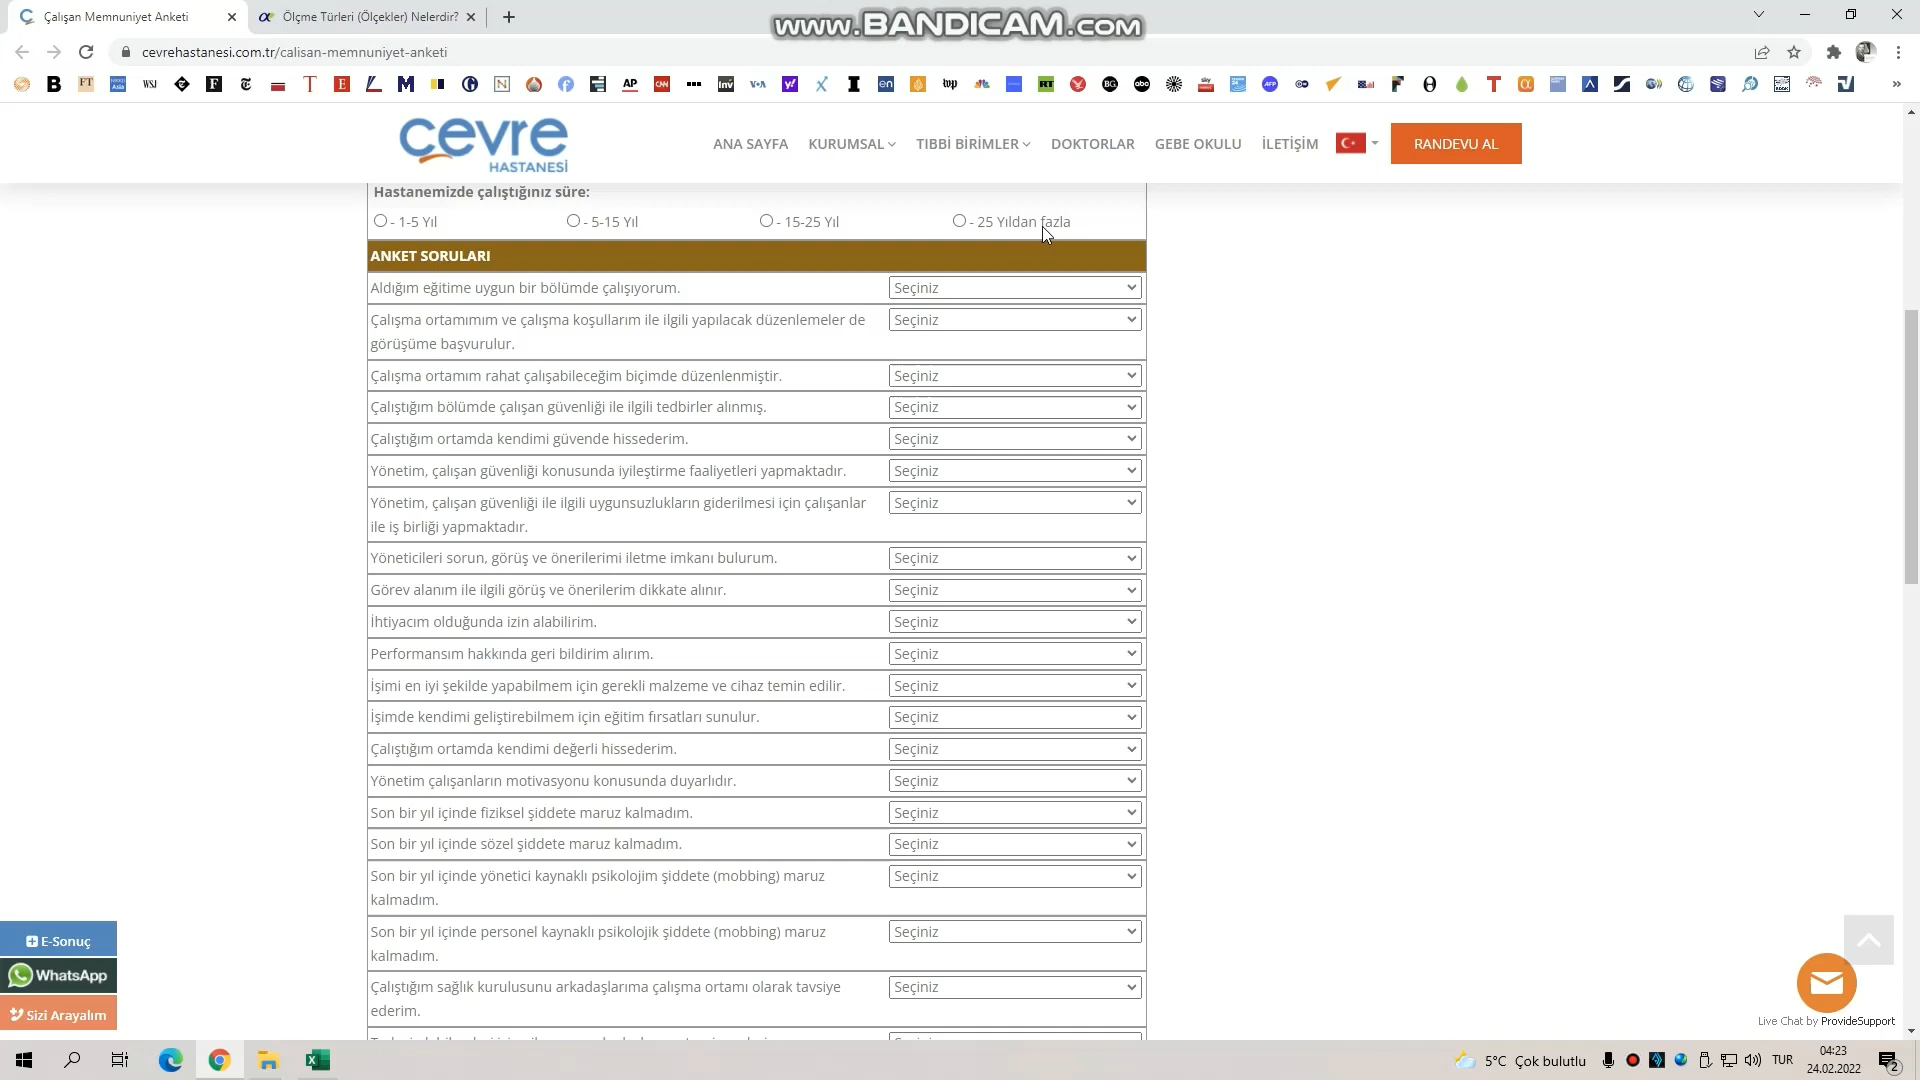 Çalışan Memnuniyet Anketi
Ölçme Türleri (Ölçekler) Nelerdir?
www.BANDICAM.com
cevrehastanesi.com.tr/calisan-memnuniyet-anketi
cevre
HASTANESİ
ANA SAYFA
KURUMSAL
TIBBİ BİRİMLER
DOKTORLAR
GEBE OKULU
İLETİŞİM
RANDEVU AL
Hastanemizde çalıştığınız süre:
- 1-5 Yıl
- 5-15 Yıl
- 15-25 Yıl
- 25 Yıldan fazla
ANKET SORULARI
Aldığım eğitime uygun bir bölümde çalışıyorum.
Seçiniz
Çalışma ortamımım ve çalışma koşullarım ile ilgili yapılacak düzenlemeler de
görüşüme başvurulur.
Seçiniz
Çalışma ortamım rahat çalışabileceğim biçimde düzenlenmiştir.
Seçiniz
Çalıştığım bölümde çalışan güvenliği ile ilgili tedbirler alınmış.
Seçiniz
Çalıştığım ortamda kendimi güvende hissederim.
Seçiniz
Yönetim, çalışan güvenliği konusunda iyileştirme faaliyetleri yapmaktadır.
Seçiniz
Yönetim, çalışan güvenliği ile ilgili uygunsuzlukların giderilmesi için çalışanlar
ile iş birliği yapmaktadır.
Seçiniz
Yöneticileri sorun, görüş ve önerilerimi iletme imkanı bulurum.
Seçiniz
Görev alanım ile ilgili görüş ve önerilerim dikkate alınır.
Seçiniz
İhtiyacım olduğunda izin alabilirim.
Seçiniz
Performansım hakkında geri bildirim alırım.
Seçiniz
İşimi en iyi şekilde yapabilmem için gerekli malzeme ve cihaz temin edilir.
Seçiniz
İşimde kendimi geliştirebilmem için eğitim fırsatları sunulur.
Seçiniz
Çalıştığım ortamda kendimi değerli hissederim.
Seçiniz
Yönetim çalışanların motivasyonu konusunda duyarlıdır.
Seçiniz
Son bir yıl içinde fiziksel şiddete maruz kalmadım.
Seçiniz
Son bir yıl içinde sözel şiddete maruz kalmadım.
Seçiniz
Son bir yıl içinde yönetici kaynaklı psikolojim şiddete (mobbing) maruz
kalmadım.
Seçiniz
Son bir yıl içinde personel kaynaklı psikolojik şiddete (mobbing) maruz
kalmadım.
Seçiniz
Çalıştığım sağlık kurulusunu arkadaşlarıma çalışma ortamı olarak tavsiye
ederim.
Seçiniz
E-Sonuç
WhatsApp
Sizi Arayalım
Live Chat by ProvideSupport
5°C Çok bulutlu
TUR
04:23
24.02.2022
2